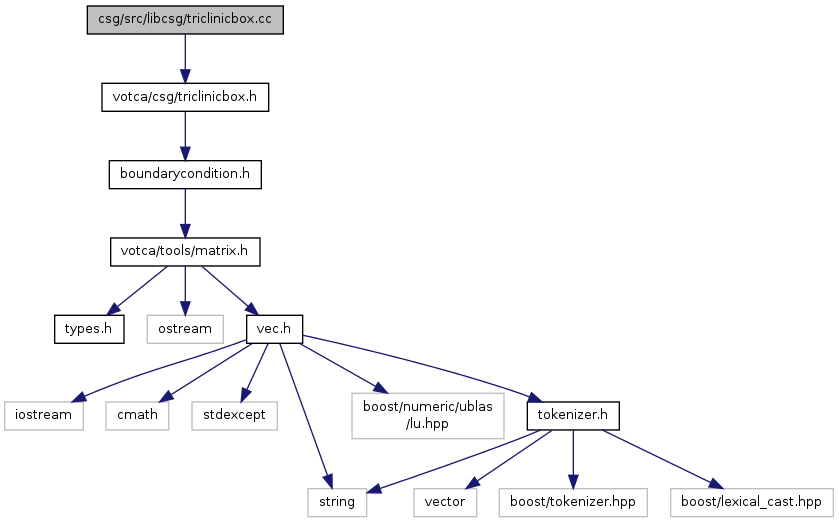 csg/src/libcsg/triclinicbox.cc
votca/csg/triclinicbox.h
boundarycondition.h
votca/tools/matrix.h
types.h
ostream
vec.h
iostream
cmath
stdexcept
boost/numeric/ublas
/lu.hpp
tokenizer.h
string
vector
boost/tokenizer.hpp
boost/lexical_cast.hpp